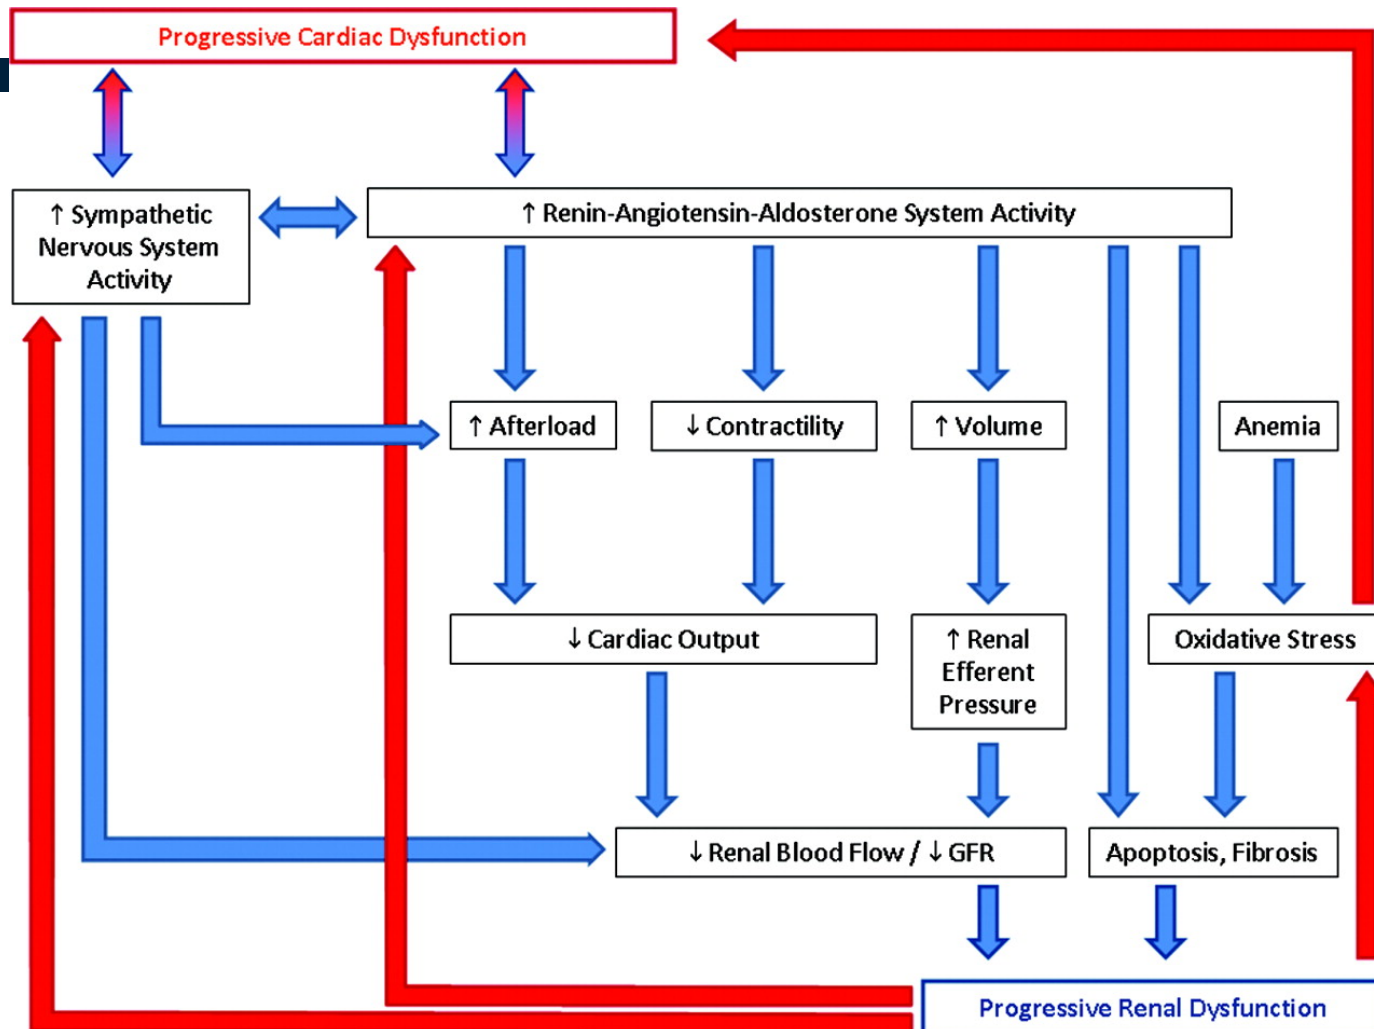 Progressive Cardiac Dysfunction
↑ Sympathetic
Nervous System
Activity
↑ Renin-Angiotensin-Aldosterone System Activity
↑ Afterload
↓ Contractility
↑ Volume
Anemia
↓ Cardiac Output
↑ Renal
Efferent
Pressure
Oxidative Stress
↓ Renal Blood Flow / ↓ GFR
Apoptosis, Fibrosis
Progressive Renal Dysfunction